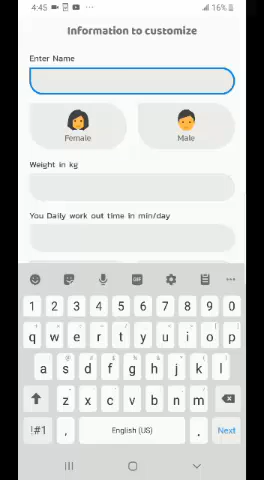 4:45 16%
Information to customize
Enter Name
Female Male
Weight in kg
You Daily work out time in min/day
GIF
1 2 3 4 5 6 7 8 9 0
q w e r t y u i o p
a s d f g h j k l
z x c v b n m
!#1 , English (US) . Next